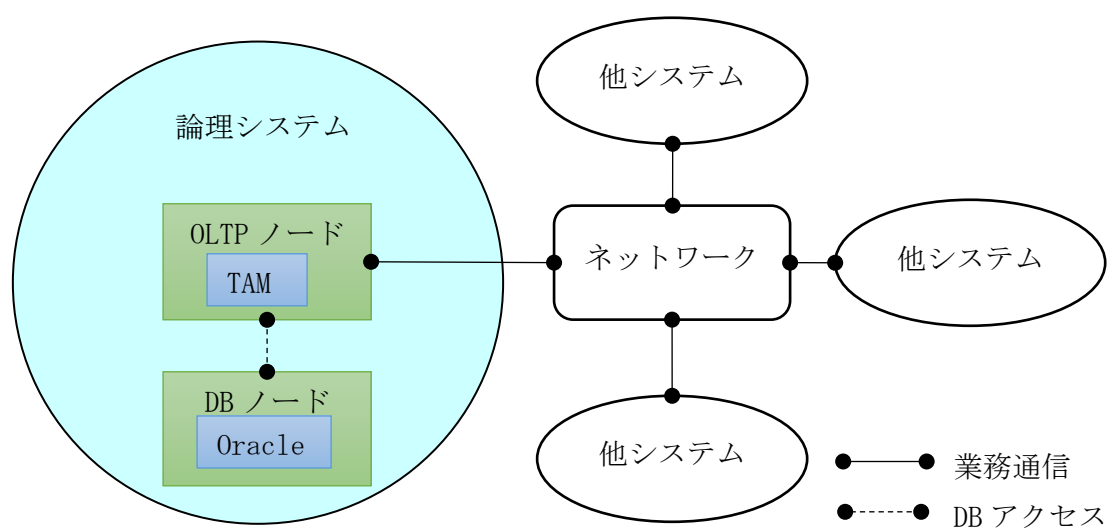 他システム
論理システム
OLTP ノード
TAM
ネットワーク
他システム
DB ノード
Oracle
他システム
業務通信
DB アクセス